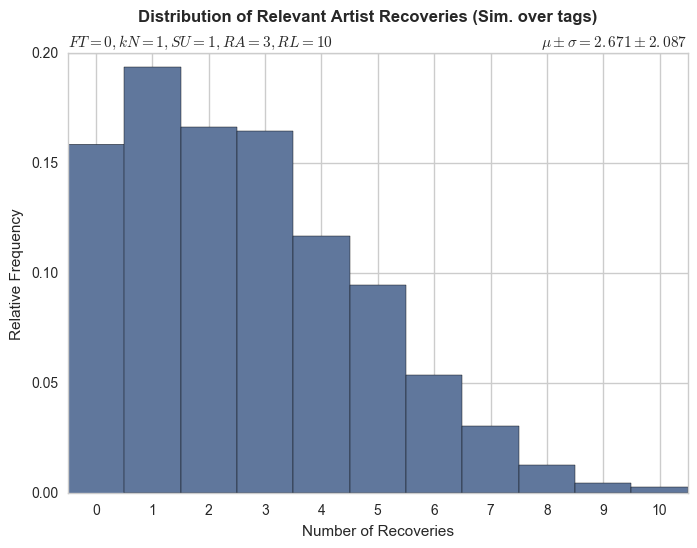 Distribution of Relevant Artist Recoveries (Sim. over tags)
FT = 0, kN = 1, SU = 1, RA = 3, RL = 10
μ ± σ = 2.671 ± 2.087
0.20
0.15
0.10
0.05
0.00
Relative Frequency
0 1 2 3 4 5 6 7 8 9 10
Number of Recoveries